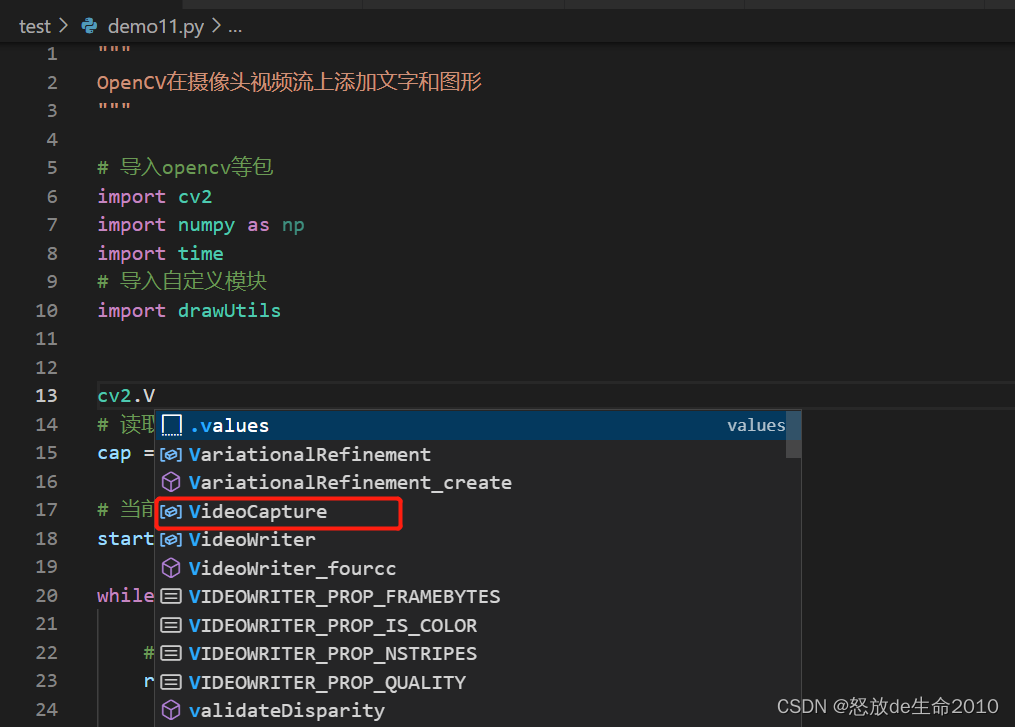 test > demo11.py > ...
1 """
2 OpenCV在摄像头视频流上添加文字和图形
3 """
4
5 # 导入opencv等包
6 import cv2
7 import numpy as np
8 import time
9 # 导入自定义模块
10 import drawUtils
11
12
13 cv2.V
14 # 读取 .values values
15 cap = VariationalRefinement
16 VariationalRefinement_create
17 # 当前 VideoCapture
18 start VideoWriter
19 VideoWriter_fourcc
20 while VIDEOWRITER_PROP_FRAMEBYTES
21 VIDEOWRITER_PROP_IS_COLOR
22 # VIDEOWRITER_PROP_NSTRIPES
23 r VIDEOWRITER_PROP_QUALITY
24 validateDisparity
CSDN @怒放de生命2010